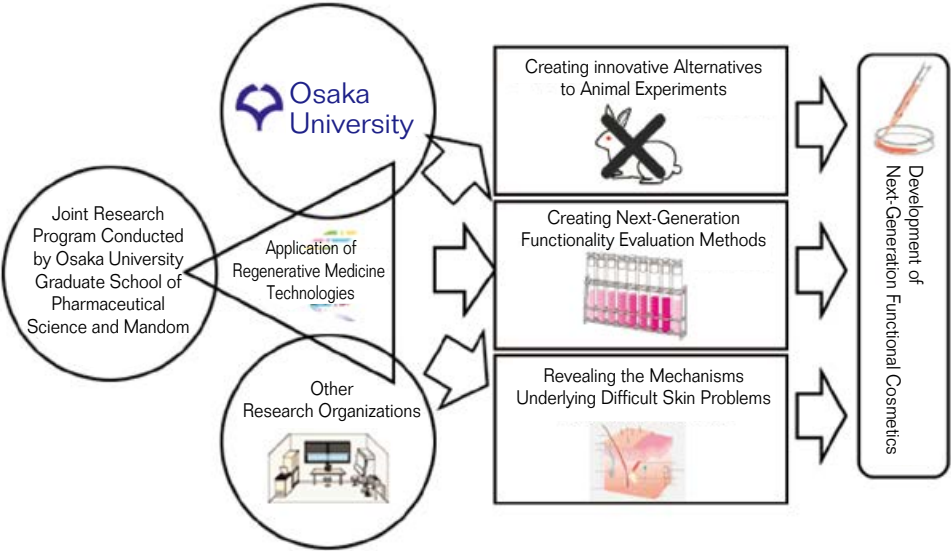 Joint Research
Program Conducted
by Osaka University
Graduate School of
Pharmaceutical
Science and Mandom
Osaka
University
Application of
Regenerative Medicine
Technologies
Other
Research Organizations
Creating innovative Alternatives
to Animal Experiments
Creating Next-Generation
Functionality Evaluation Methods
Revealing the Mechanisms
Underlying Difficult Skin Problems
Development of
Next-Generation Functional Cosmetics